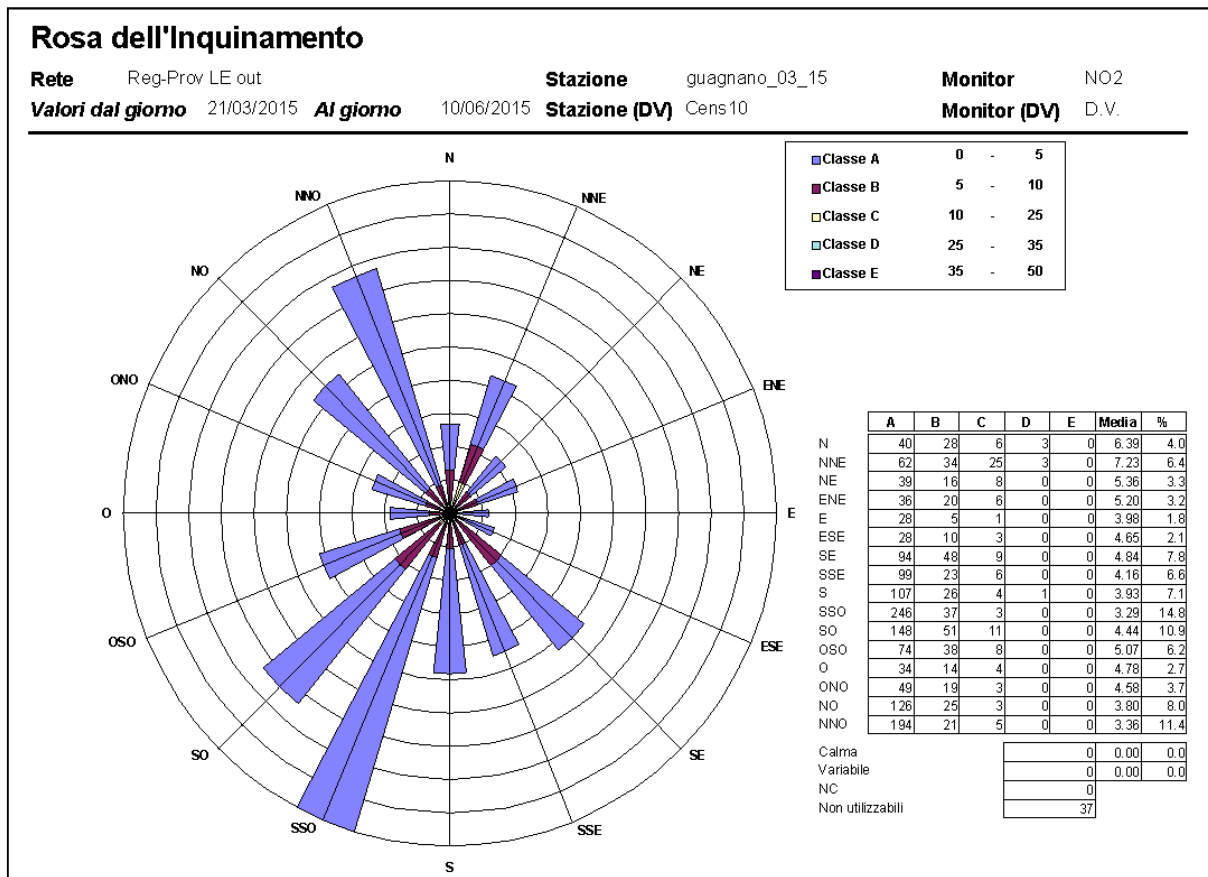 Rosa dell'Inquinamento
Rete Reg-Prov LE out Stazione guagnano_03_15 Monitor NO2
Valori dal giorno 21/03/2015 Al giorno 10/06/2015 Stazione (DV) Cens10 Monitor (DV) D.V.
Classe A 0 - 5
Classe B 5 - 10
Classe C 10 - 25
Classe D 25 - 35
Classe E 35 - 50
N
NNO
NNE
NO
NE
ONO
ENE
O
E
OSO
ESE
SO
SE
SSO
SSE
S
A B C D E Media %
N 40 28 6 3 0 6.39 4.0
NNE 62 34 25 3 0 7.23 6.4
NE 39 16 8 0 0 5.36 3.3
ENE 36 20 6 0 0 5.20 3.2
E 28 5 1 0 0 3.98 1.8
ESE 28 10 3 0 0 4.65 2.1
SE 94 48 9 0 0 4.84 7.8
SSE 99 23 6 0 0 4.16 6.6
S 107 26 4 1 0 3.93 7.1
SSO 246 37 3 0 0 3.29 14.8
SO 148 51 11 0 0 4.44 10.9
OSO 74 38 8 0 0 5.07 6.2
O 34 14 4 0 0 4.78 2.7
ONO 49 19 3 0 0 4.58 3.7
NO 126 25 3 0 0 3.80 8.0
NNO 194 21 5 0 0 3.36 11.4
Calma 0 0.00 0.0
Variabile 0 0.00 0.0
NC 0
Non utilizzabili 37